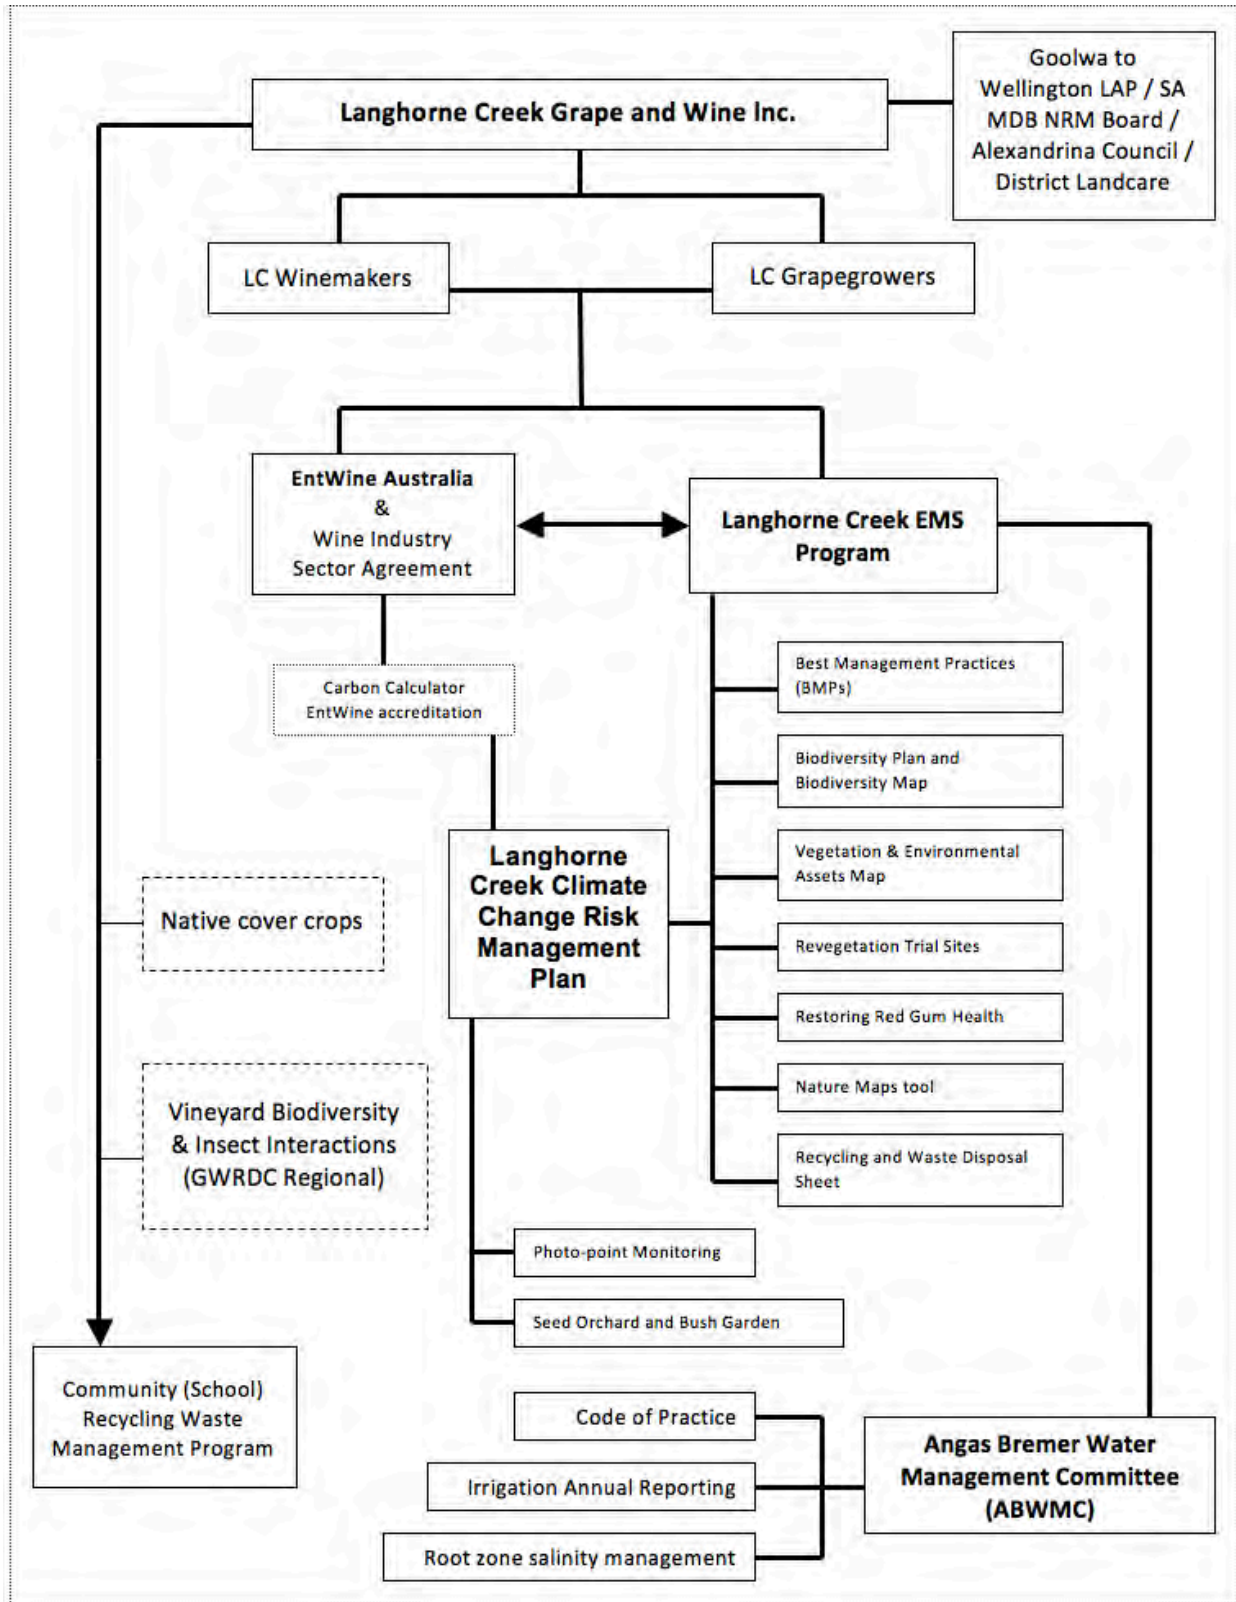 Goolwa to
Wellington LAP / SA
MDB NRM Board /
Alexandrina Council /
District Landcare
Langhorne Creek Grape and Wine Inc.
LC Winemakers
LC Grapegrowers
EntWine Australia
&
Wine Industry
Sector Agreement
Langhorne Creek EMS
Program
Carbon Calculator
EntWine accreditation
Best Management Practices
(BMPs)
Biodiversity Plan and
Biodiversity Map
Vegetation & Environmental
Assets Map
Revegetation Trial Sites
Restoring Red Gum Health
Nature Maps tool
Recycling and Waste Disposal
Sheet
Langhorne
Creek Climate
Change Risk
Management
Plan
Native cover crops
Vineyard Biodiversity
& Insect Interactions
(GWRDC Regional)
Photo-point Monitoring
Seed Orchard and Bush Garden
Community (School)
Recycling Waste
Management Program
Code of Practice
Irrigation Annual Reporting
Root zone salinity management
Angas Bremer Water
Management Committee
(ABWMC)